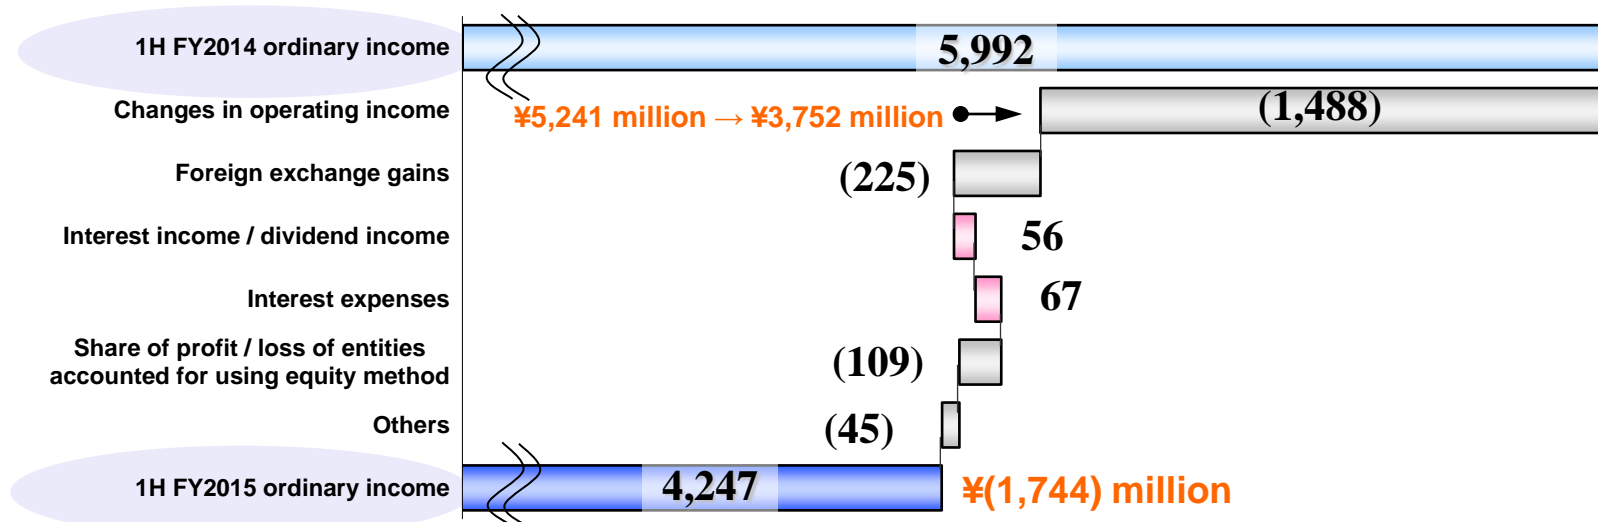 1H FY2014 ordinary income
5,992
Changes in operating income
¥5,241 million → ¥3,752 million
(1,488)
Foreign exchange gains
(225)
Interest income / dividend income
56
Interest expenses
67
Share of profit / loss of entities
accounted for using equity method
(109)
Others
(45)
1H FY2015 ordinary income
4,247
¥(1,744) million